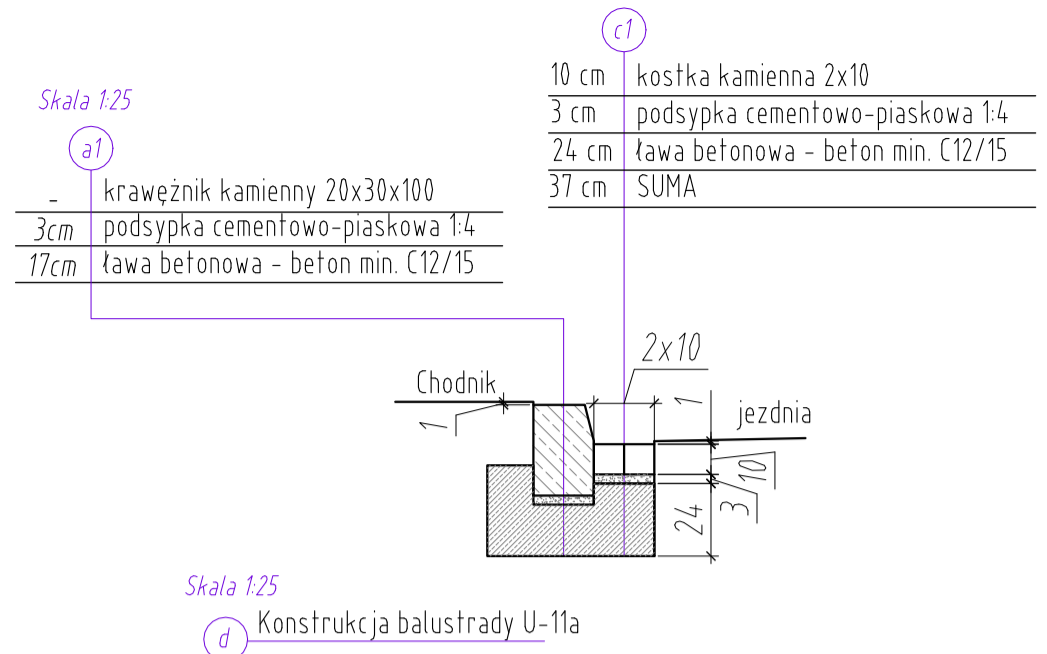 c1
10 cm kostka kamienna 2x10
3 cm podsypka cementowo-piaskowa 1:4
24 cm ława betonowa - beton min. C12/15
37 cm SUMA
Skala 1:25
a1
- krawężnik kamienny 20x30x100
3cm podsypka cementowo-piaskowa 1:4
17cm ława betonowa - beton min. C12/15
2x10
Chodnik
1
1
jezdnia
10
3
24
Skala 1:25
d Konstrukcja balustrady U-11a